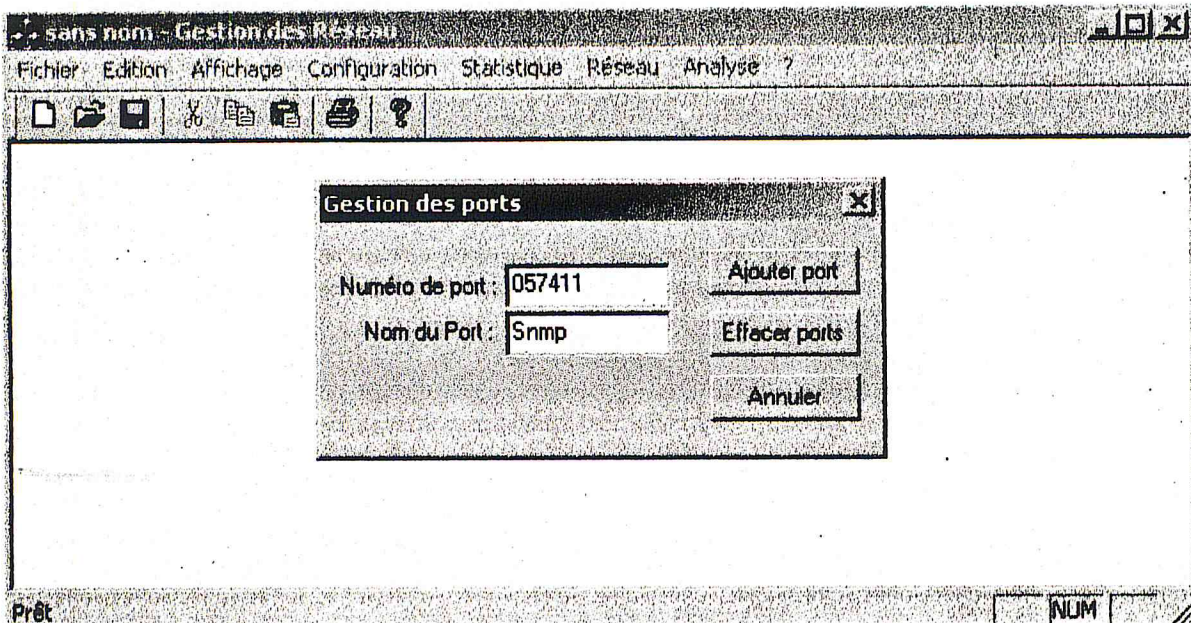 sans nom - Gestion des Réseau
Fichier Edition Affichage Configuration Statistique Réseau Analyse ?
Gestion des ports
Numéro de port : 057411
Ajouter port
Nom du Port : Snmp
Effacer ports
Annuler
Prêt
NUM